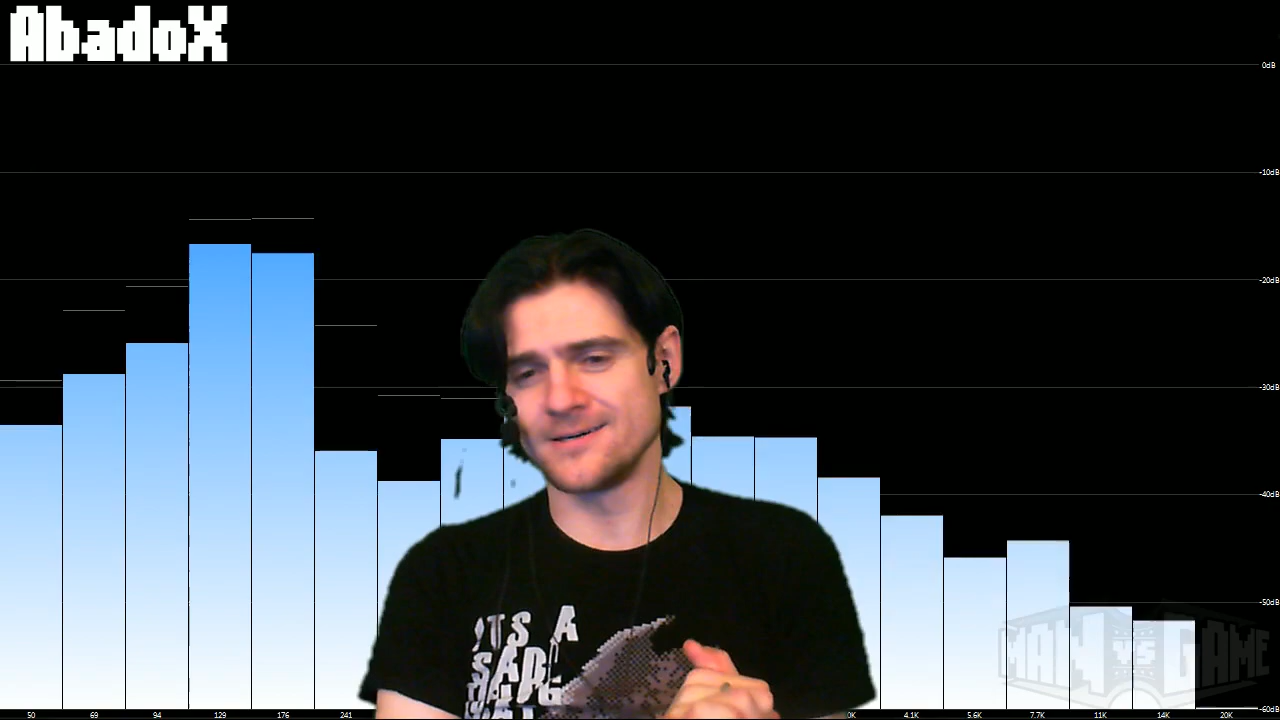 AbadoX
0dB
-10dB
-20dB
-30dB
-40dB
-50dB
-60dB
ITS A
MAN VS GAME
50 69 94 129 176 241 4.1K 5.6K 7.7K 11K 14K 20K